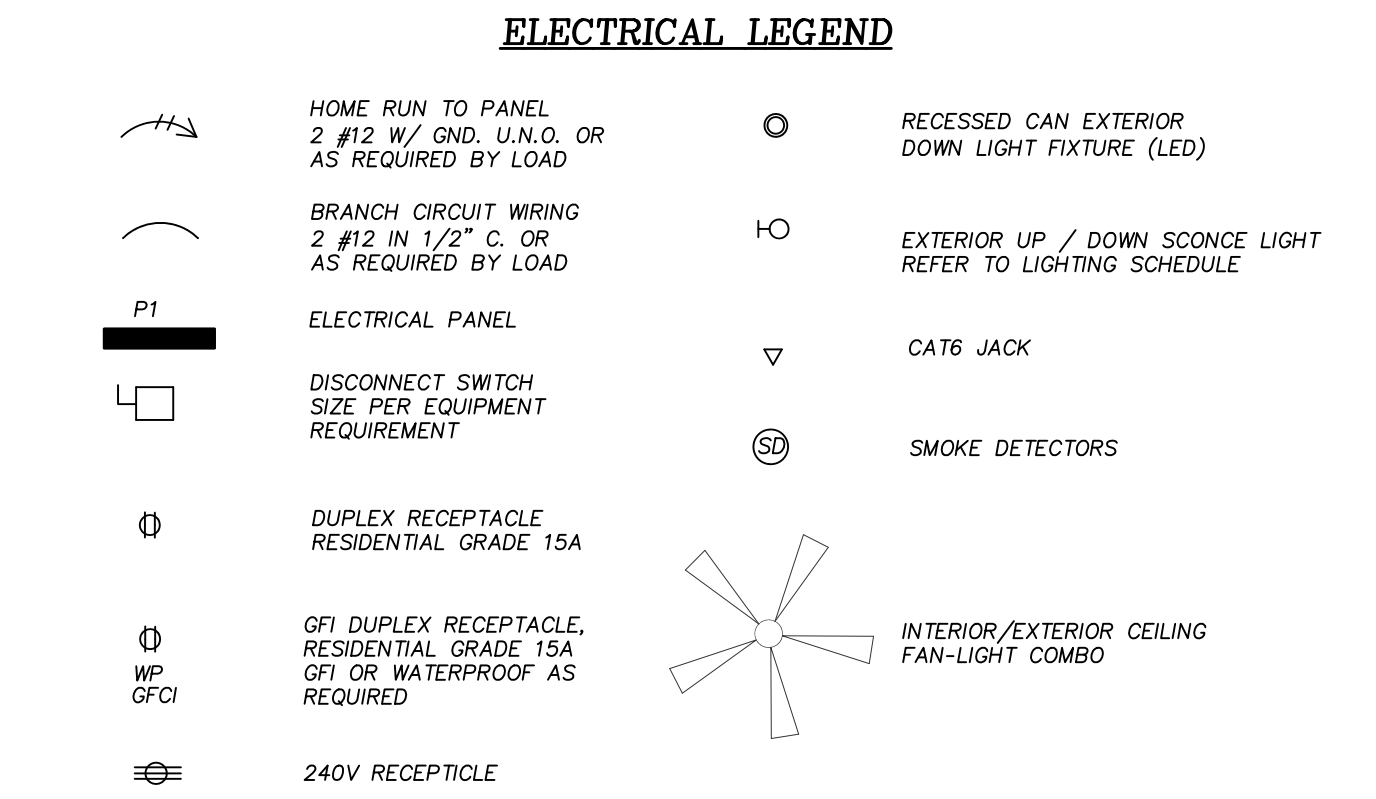 ELECTRICAL LEGEND
HOME RUN TO PANEL
2 #12 W/ GND. U.N.O. OR
AS REQUIRED BY LOAD
BRANCH CIRCUIT WIRING
2 #12 IN 1/2” C. OR
AS REQUIRED BY LOAD
P1
ELECTRICAL PANEL
DISCONNECT SWITCH
SIZE PER EQUIPMENT
REQUIREMENT
DUPLEX RECEPTACLE
RESIDENTIAL GRADE 15A
WP
GFCI
GFI DUPLEX RECEPTACLE,
RESIDENTIAL GRADE 15A
GFI OR WATERPROOF AS
REQUIRED
240V RECEPTICLE
RECESSED CAN EXTERIOR
DOWN LIGHT FIXTURE (LED)
EXTERIOR UP / DOWN SCONCE LIGHT
REFER TO LIGHTING SCHEDULE
CAT6 JACK
SD
SMOKE DETECTORS
INTERIOR/EXTERIOR CEILING
FAN-LIGHT COMBO